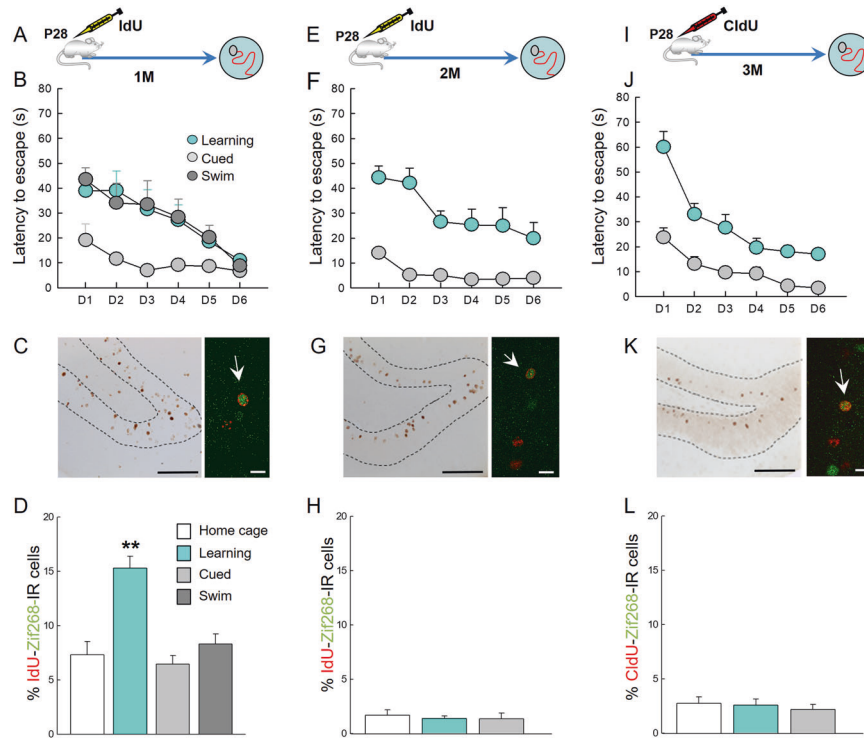 A
P28
IdU
1M
E
P28
IdU
2M
I
P28
CldU
3M
B
Latency to escape (s)
80
70
60
50
40
30
20
10
0
Learning
Cued
Swim
D1 D2 D3 D4 D5 D6
F
Latency to escape (s)
80
70
60
50
40
30
20
10
0
D1 D2 D3 D4 D5 D6
J
Latency to escape (s)
80
70
60
50
40
30
20
10
0
D1 D2 D3 D4 D5 D6
C
G
K
D
% IdU-Zif268-IR cells
20
15
10
5
0
**
Home cage
Learning
Cued
Swim
H
% IdU-Zif268-IR cells
20
15
10
5
0
L
% CldU-Zif268-IR cells
20
15
10
5
0